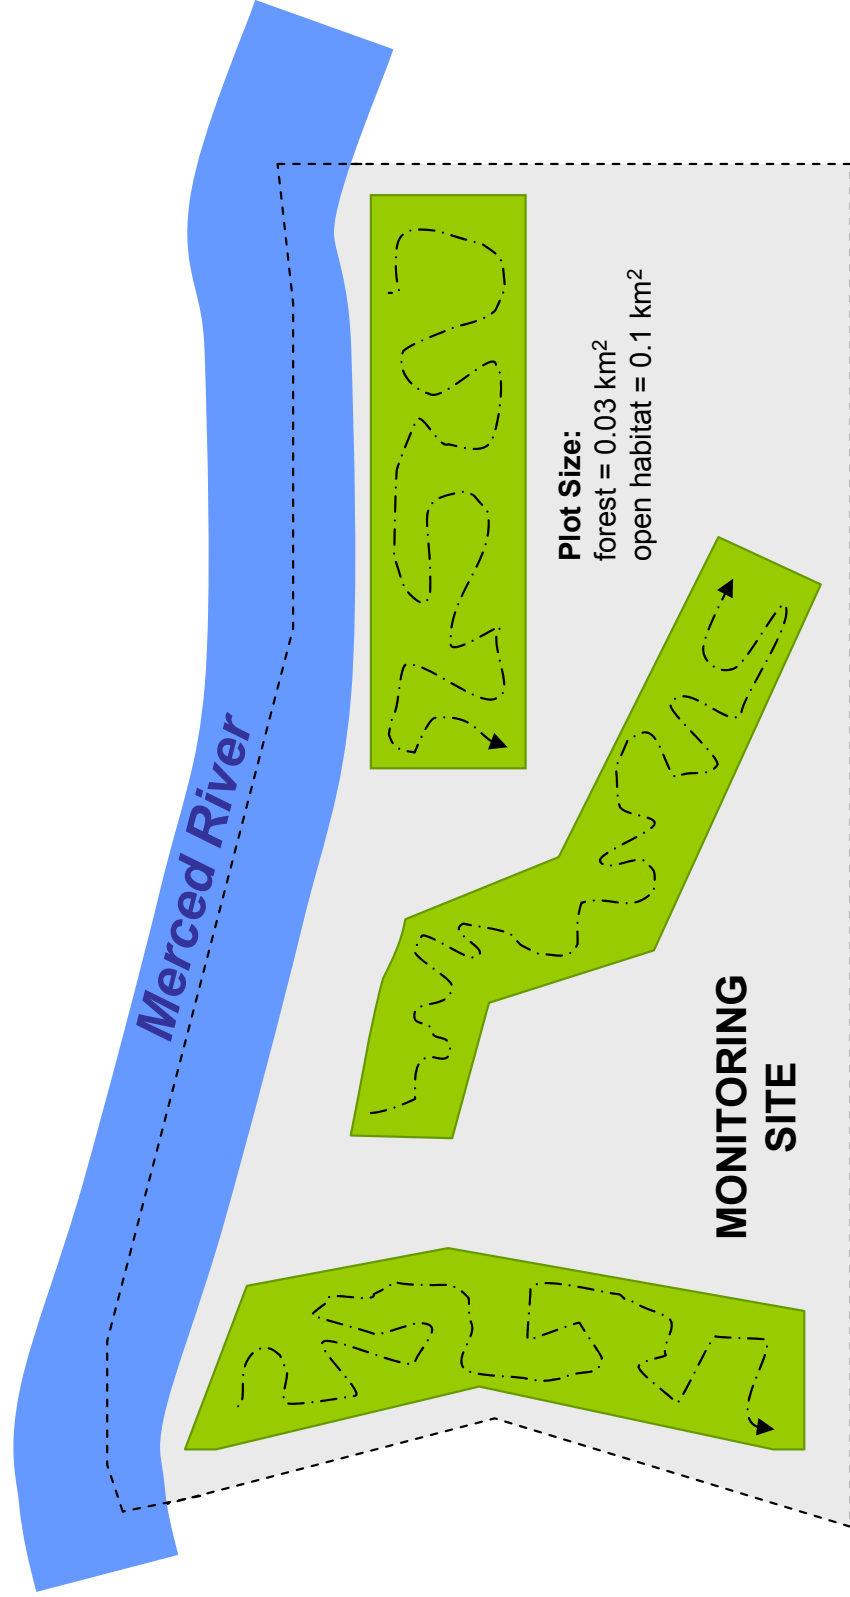 Merced River
Plot Size:
forest = 0.03 km²
open habitat = 0.1 km²
MONITORING
SITE